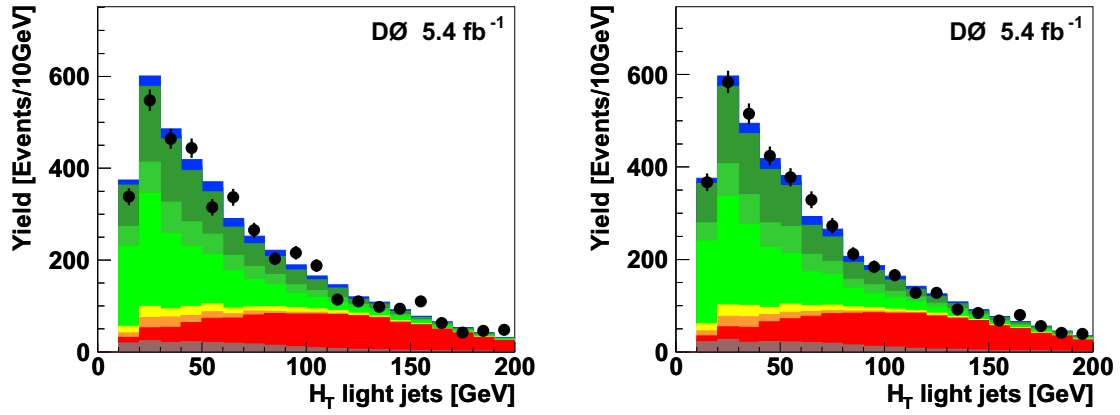 DØ 5.4 fb⁻¹
Yield [Events/10GeV]
600
400
200
0
0 50 100 150 200
H_T light jets [GeV]
DØ 5.4 fb⁻¹
Yield [Events/10GeV]
600
400
200
0
0 50 100 150 200
H_T light jets [GeV]